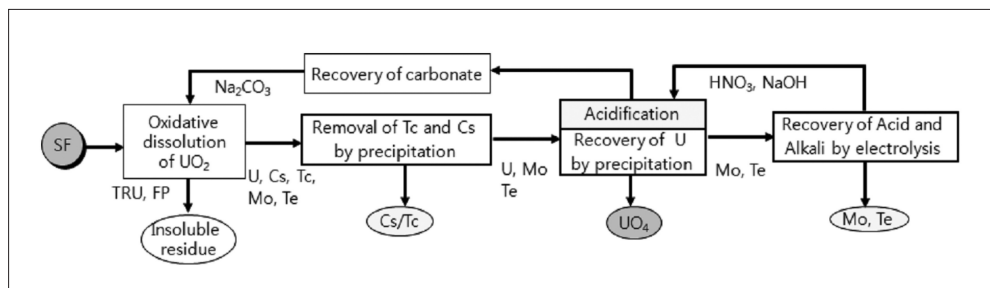 Recovery of carbonate
Na₂CO₃
HNO₃, NaOH
SF
Oxidative
dissolution
of UO₂
Removal of Tc and Cs
by precipitation
Acidification
Recovery of U
by precipitation
Recovery of Acid and
Alkali by electrolysis
TRU, FP
U, Cs, Tc,
Mo, Te
U, Mo
Te
Mo, Te
Insoluble
residue
Cs/Tc
UO₄
Mo, Te